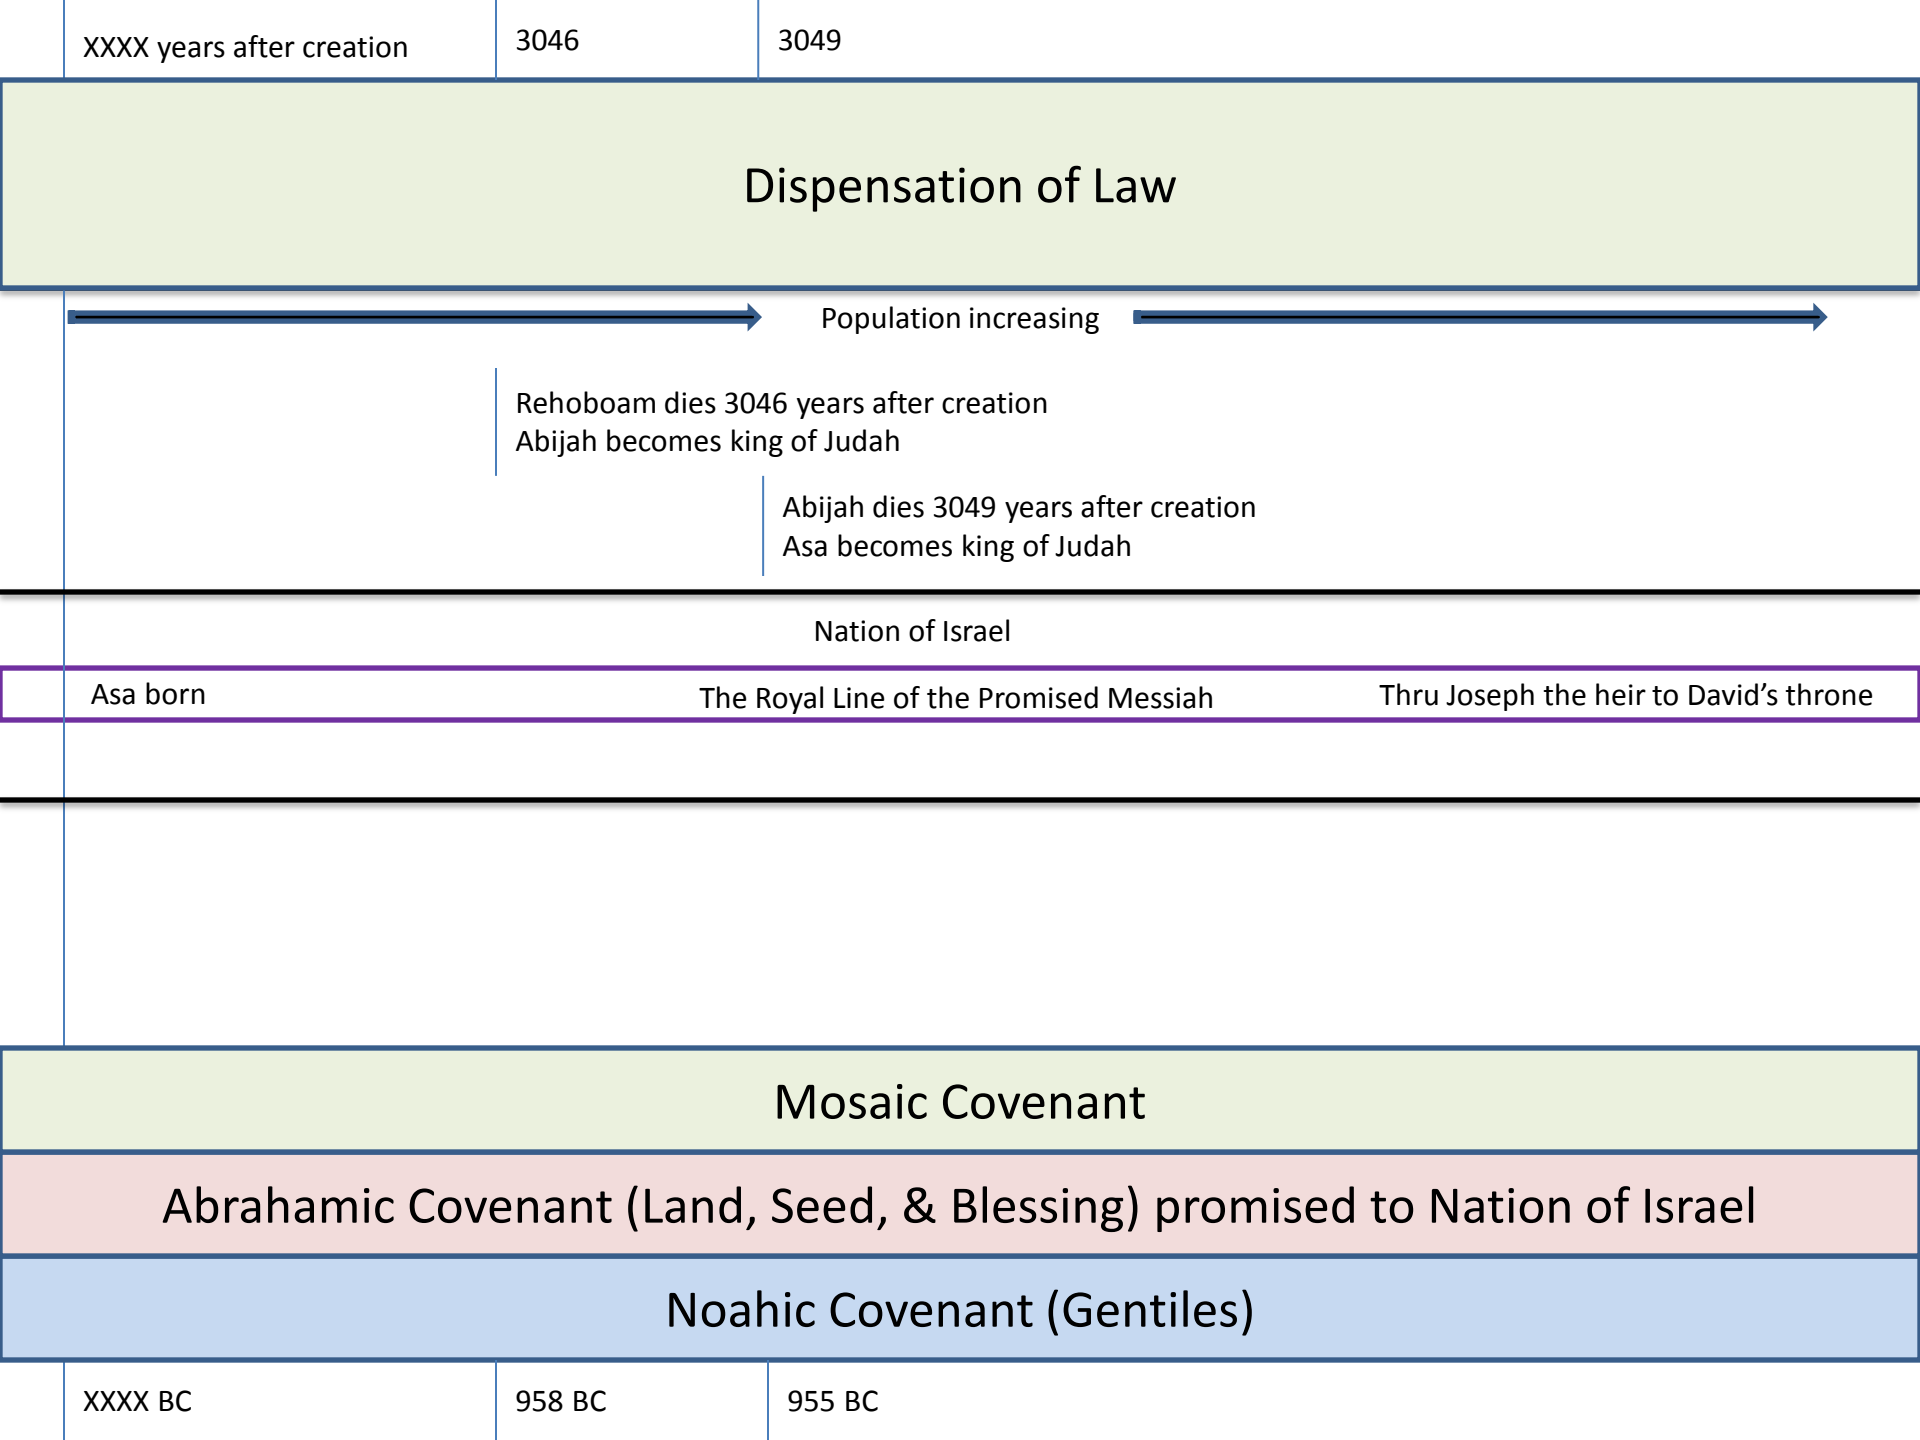 XXXX years after creation
3046
3049
Dispensation of Law
Population increasing
Rehoboam dies 3046 years after creation
Abijah becomes king of Judah
Abijah dies 3049 years after creation
Asa becomes king of Judah
Nation of Israel
Asa born
The Royal Line of the Promised Messiah
Thru Joseph the heir to David’s throne
Mosaic Covenant
Abrahamic Covenant (Land, Seed, & Blessing) promised to Nation of Israel
Noahic Covenant (Gentiles)
XXXX BC
958 BC
955 BC